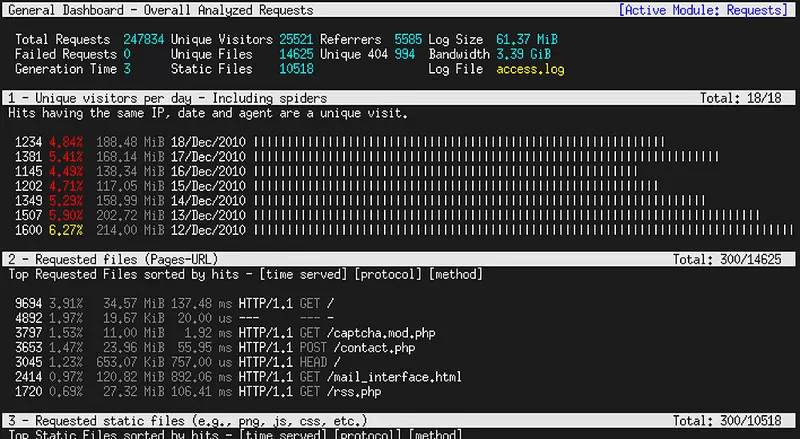 General Dashboard - Overall Analyzed Requests [Active Module: Requests]
Total Requests 247834 Unique Visitors 25521 Referrers 5585 Log Size 61.37 MiB
Failed Requests 0 Unique Files 14625 Unique 404 994 Bandwidth 3.39 GiB
Generation Time 3 Static Files 10518 Log File access.log
1 - Unique visitors per day - Including spiders Total: 18/18
Hits having the same IP, date and agent are a unique visit.
1234 4.84% 188.48 MiB 18/Dec/2010
1381 5.41% 168.14 MiB 17/Dec/2010
1145 4.49% 138.34 MiB 16/Dec/2010
1202 4.71% 117.05 MiB 15/Dec/2010
1349 5.29% 158.99 MiB 14/Dec/2010
1507 5.90% 202.72 MiB 13/Dec/2010
1600 6.27% 214.00 MiB 12/Dec/2010
2 - Requested files (Pages-URL) Total: 300/14625
Top Requested Files sorted by hits - [time served] [protocol] [method]
9694 3.91% 34.57 MiB 137.48 ms HTTP/1.1 GET /
4892 1.97% 19.67 KiB 20.00 us --- --- -
3797 1.53% 11.00 MiB 1.92 ms HTTP/1.1 GET /captcha.mod.php
3653 1.47% 23.96 MiB 55.95 ms HTTP/1.1 POST /contact.php
3045 1.23% 653.07 KiB 757.00 us HTTP/1.1 HEAD /
2414 0.97% 120.82 MiB 892.06 ms HTTP/1.1 GET /mail_interface.html
1720 0.69% 27.32 MiB 106.41 ms HTTP/1.1 GET /rss.php
3 - Requested static files (e.g., png, js, css, etc.) Total: 300/10518
Top Static Files sorted by hits - [time served] [protocol] [method]